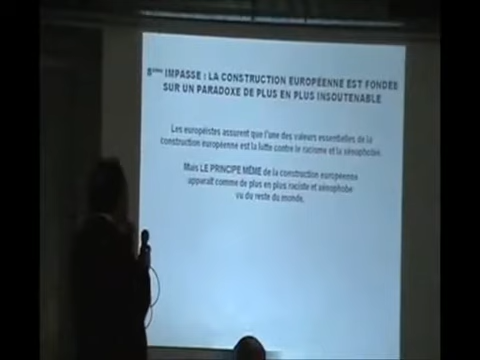 8ème IMPASSE : LA CONSTRUCTION EUROPÉENNE EST FONDÉE
SUR UN PARADOXE DE PLUS EN PLUS INSOUTENABLE
Les européistes assurent que l'une des valeurs essentielles de la
construction européenne est la lutte contre le racisme et la xénophobie.
Mais LE PRINCIPE MÊME de la construction européenne
apparaît comme de plus en plus raciste et xénophobe
vu du reste du monde.